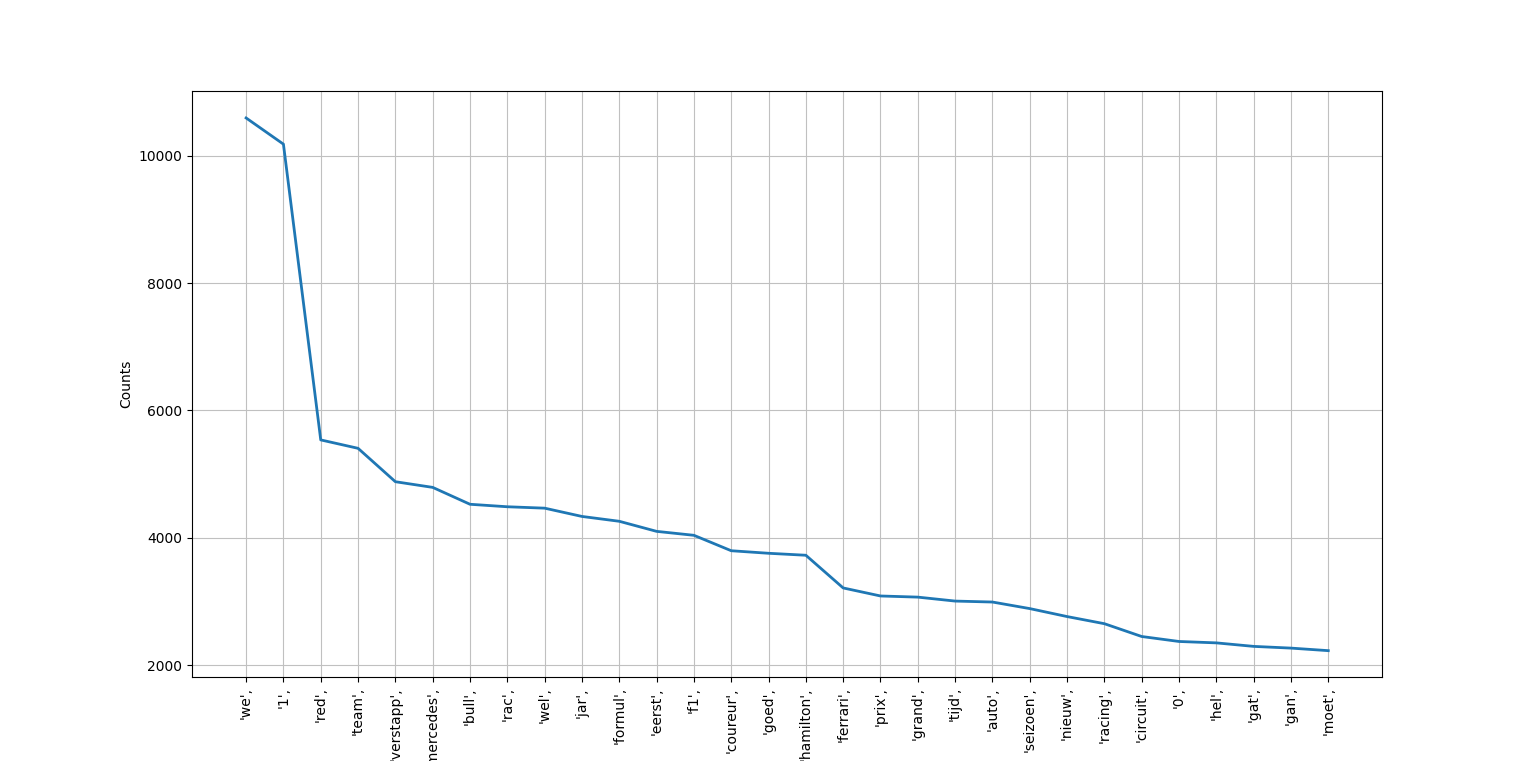 10000
8000
6000
4000
2000
Counts
'we',
'1',
'red',
'team',
'verstapp',
mercedes',
'bull',
'rac',
'wel',
'jar',
'formul',
'eerst',
'f1',
'coureur',
'goed',
'hamilton',
'ferrari',
'prix',
'grand',
'tijd',
'auto',
'seizoen',
'nieuw',
'racing',
'circuit',
'0',
'hel',
'gat',
'gan',
'moet',